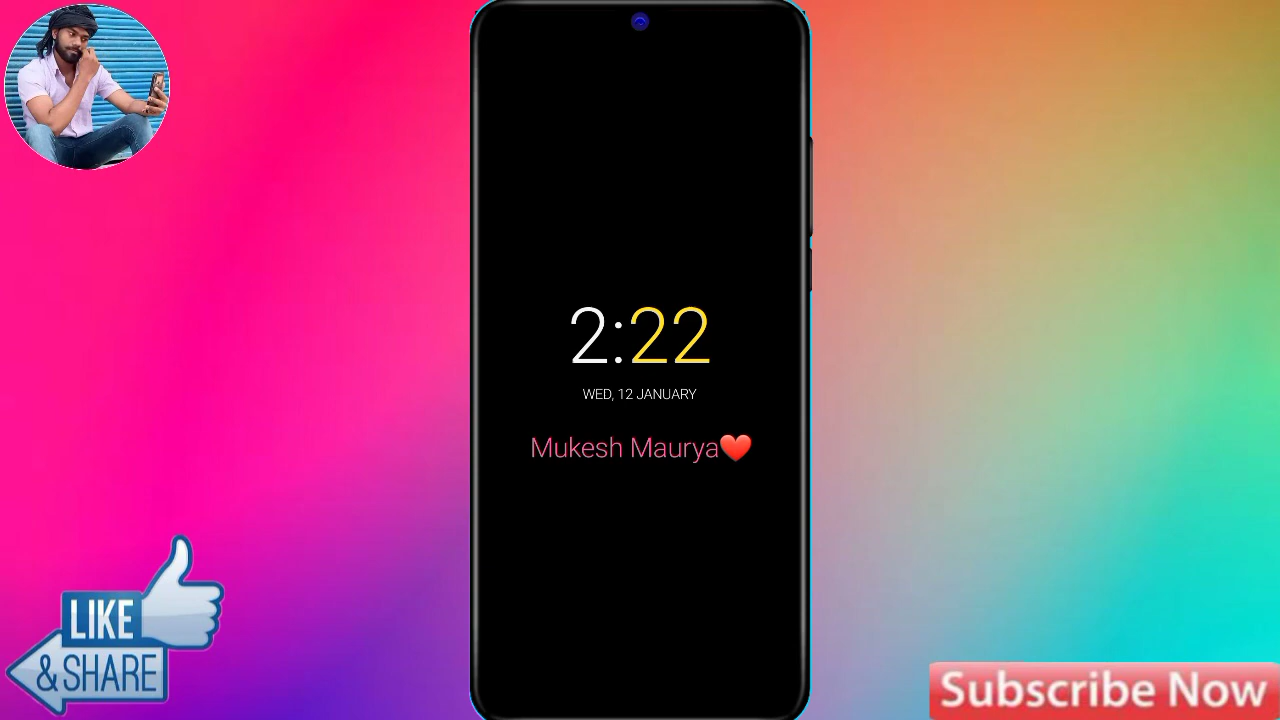 2:22
WED, 12 JANUARY
Mukesh Maurya❤️
LIKE
& SHARE
Subscribe Now